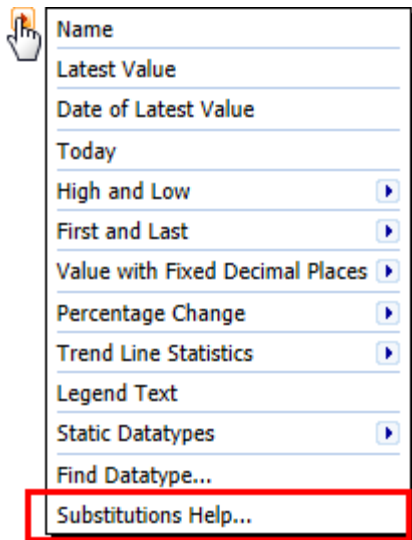 Name
Latest Value
Date of Latest Value
Today
High and Low
First and Last
Value with Fixed Decimal Places
Percentage Change
Trend Line Statistics
Legend Text
Static Datatypes
Find Datatype...
Substitutions Help...